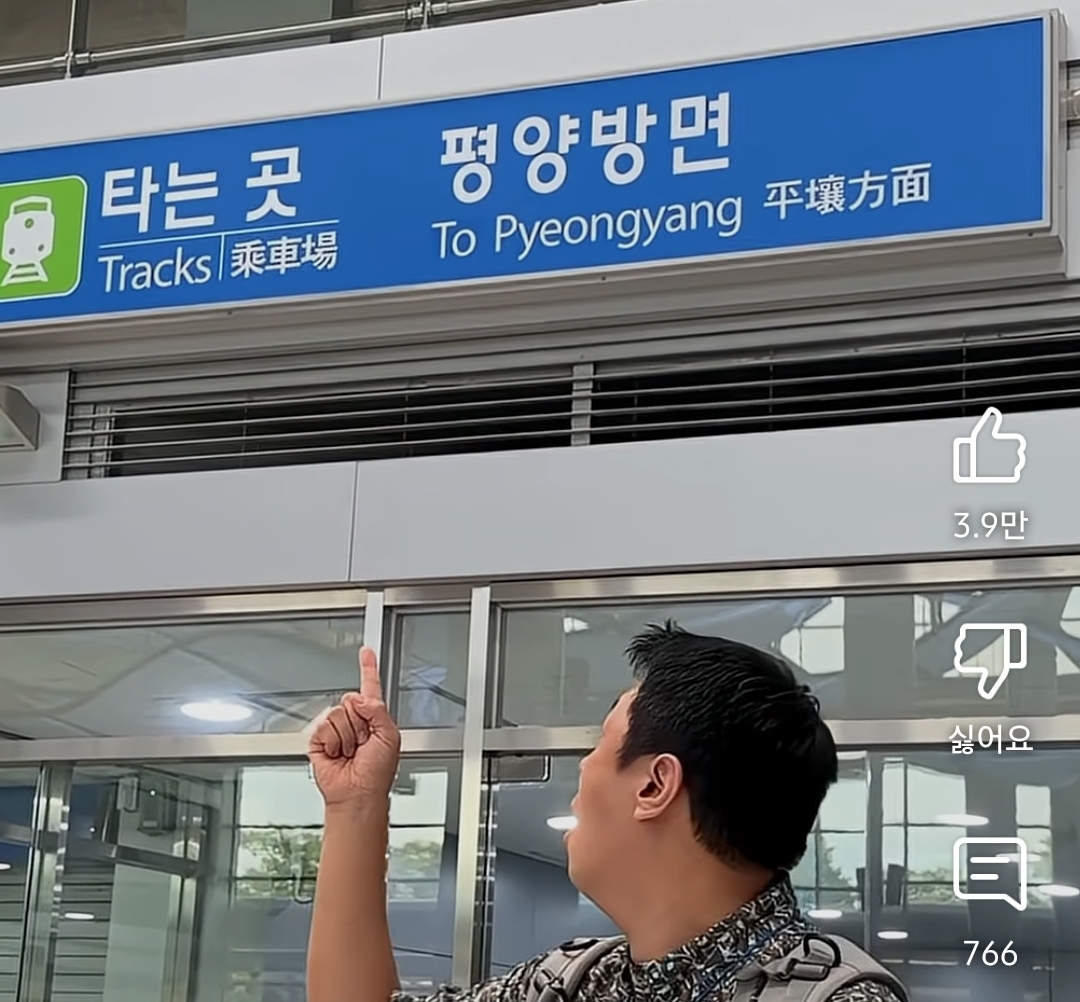 타는 곳
Tracks 乘車場
평양방면
To Pyeongyang 平壤方面
3.9만
싫어요
766